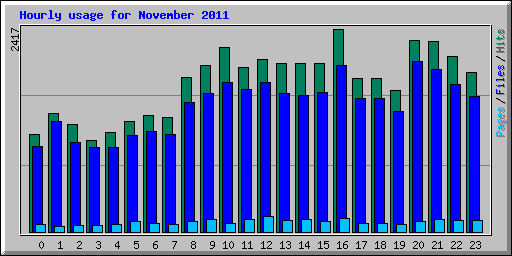 Hourly usage for November 2011
2417
Pages / Files / Hits
0 1 2 3 4 5 6 7 8 9 10 11 12 13 14 15 16 17 18 19 20 21 22 23